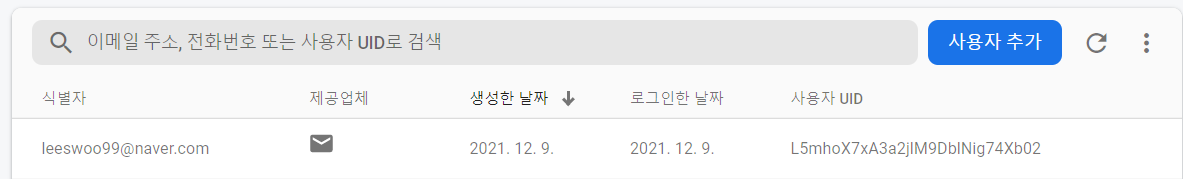 이메일 주소, 전화번호 또는 사용자 UID로 검색 사용자 추가
식별자 제공업체 생성한 날짜 로그인한 날짜 사용자 UID
leeswoo99@naver.com 2021. 12. 9. 2021. 12. 9. L5mhoX7xA3a2jlM9DblNig74Xb02